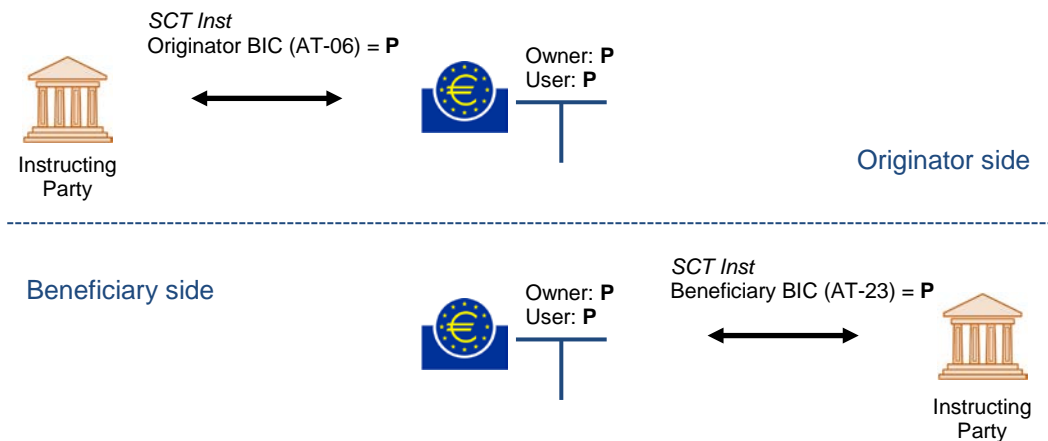 SCT Inst
Originator BIC (AT-06) = P
Owner: P
User: P
Instructing
Party
Originator side
Beneficiary side
SCT Inst
Beneficiary BIC (AT-23) = P
Owner: P
User: P
Instructing
Party